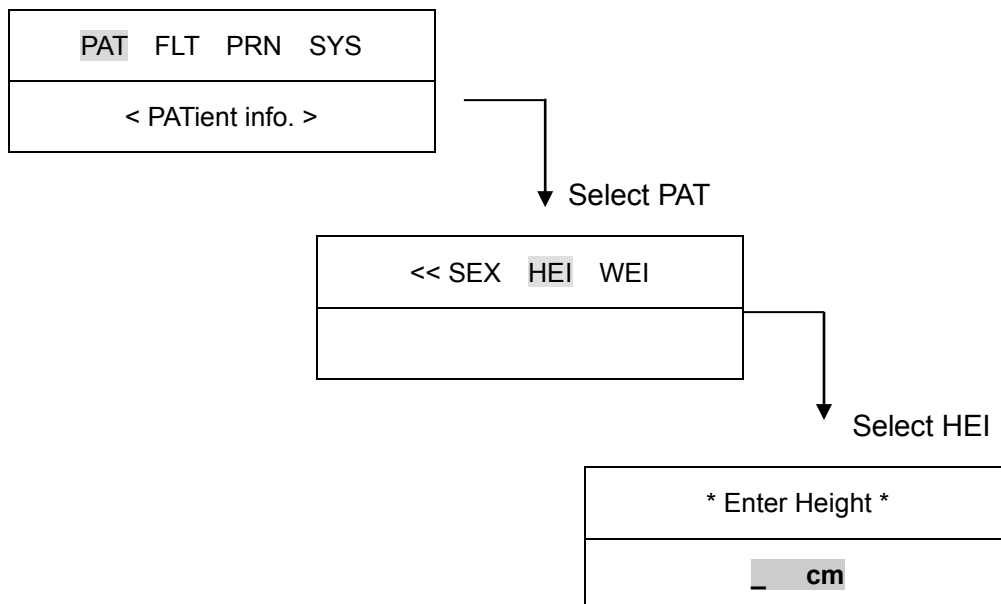 PAT FLT PRN SYS
< PATient info. >
Select PAT
<< SEX HEI WEI
Select HEI
* Enter Height *
_ cm